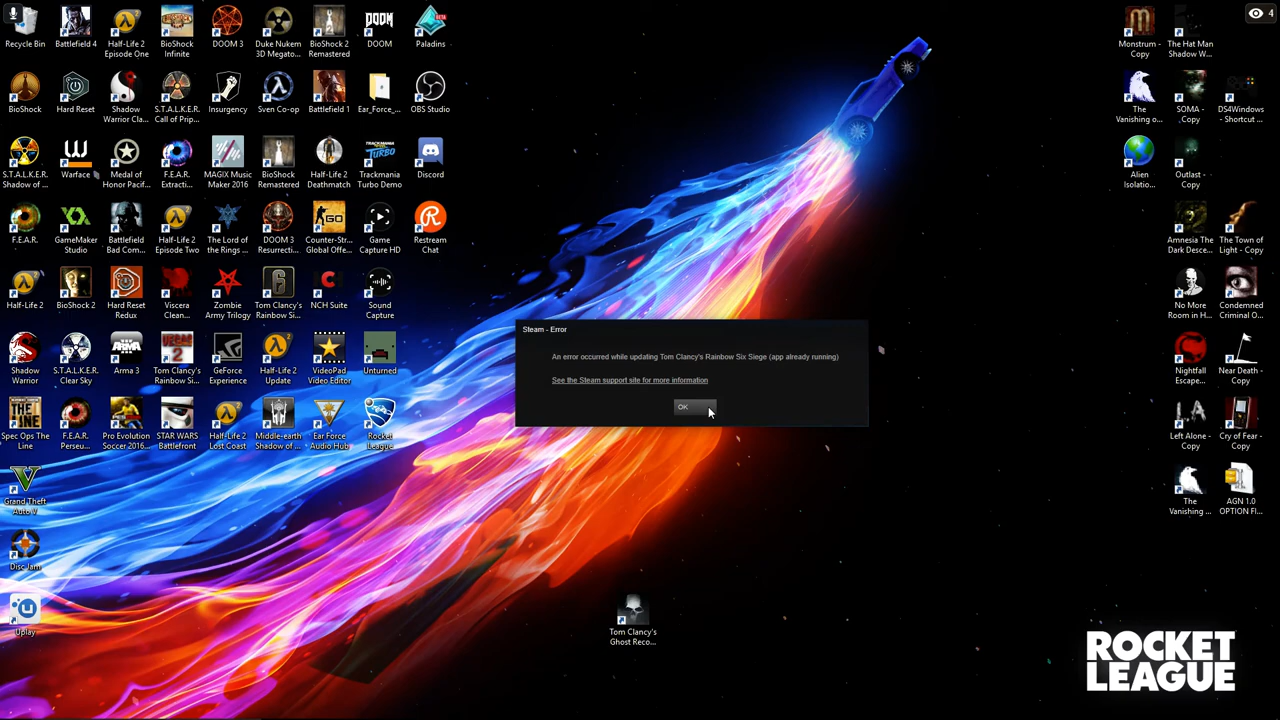 4
Recycle Bin
Battlefield 4
Half-Life 2
Episode One
BioShock
Infinite
DOOM 3
Duke Nukem
3D Megato...
BioShock 2
Remastered
DOOM
BETA
Paladins
Monstrum -
Copy
The Hat Man
Shadow W...
BioShock
Hard Reset
Shadow
Warrior Cla...
S.T.A.L.K.E.R.
Call of Prip...
Insurgency
Sven Co-op
Battlefield 1
Ear_Force_...
OBS Studio
The
Vanishing o...
SOMA -
Copy
DS4Windows
- Shortcut ...
S.T.A.L.K.E.R.
Shadow of ...
Warface
Medal of
Honor Pacif...
F.E.A.R.
Extracti...
MAGIX Music
Maker 2016
BioShock
Remastered
Half-Life 2
Deathmatch
TRACKMANIA
TURBO
Trackmania
Turbo Demo
Discord
Alien
Isolatio...
Outlast -
Copy
F.E.A.R.
GameMaker
Studio
Battlefield
Bad Com...
Half-Life 2
Episode Two
The Lord of
the Rings ...
DOOM 3
Resurrecti...
GO
Counter-Str...
Global Offe...
Game
Capture HD
Restream
Chat
Amnesia The
Dark Desce...
The Town of
Light - Copy
Half-Life 2
BioShock 2
Hard Reset
Redux
Viscera
Clean...
Zombie
Army Trilogy
Tom Clancy's
Rainbow Si...
NCH Suite
Sound
Capture
No More
Room in H...
Condemned
Criminal O...
Shadow
Warrior
S.T.A.L.K.E.R.
Clear Sky
ARMA
Arma 3
VEGAS
2
Tom Clancy's
Rainbow Si...
GeForce
Experience
Half-Life 2
Update
VideoPad
Video Editor
Unturned
Nightfall
Escape...
Near Death -
Copy
Steam - Error
An error occurred while updating Tom Clancy's Rainbow Six Siege (app already running)
See the Steam support site for more information
OK
THE
LINE
Spec Ops The
Line
F.E.A.R.
Perseu...
Pro Evolution
Soccer 2016...
STAR WARS
Battlefront
Half-Life 2
Lost Coast
Middle-earth
Shadow of ...
Ear Force
Audio Hub
Rocket
League
LA
Left Alone -
Copy
Cry of Fear -
Copy
Grand Theft
Auto V
The
Vanishing ...
AGN 1.0
OPTION FI...
Disc Jam
Uplay
Tom Clancy's
Ghost Reco...
ROCKET
LEAGUE